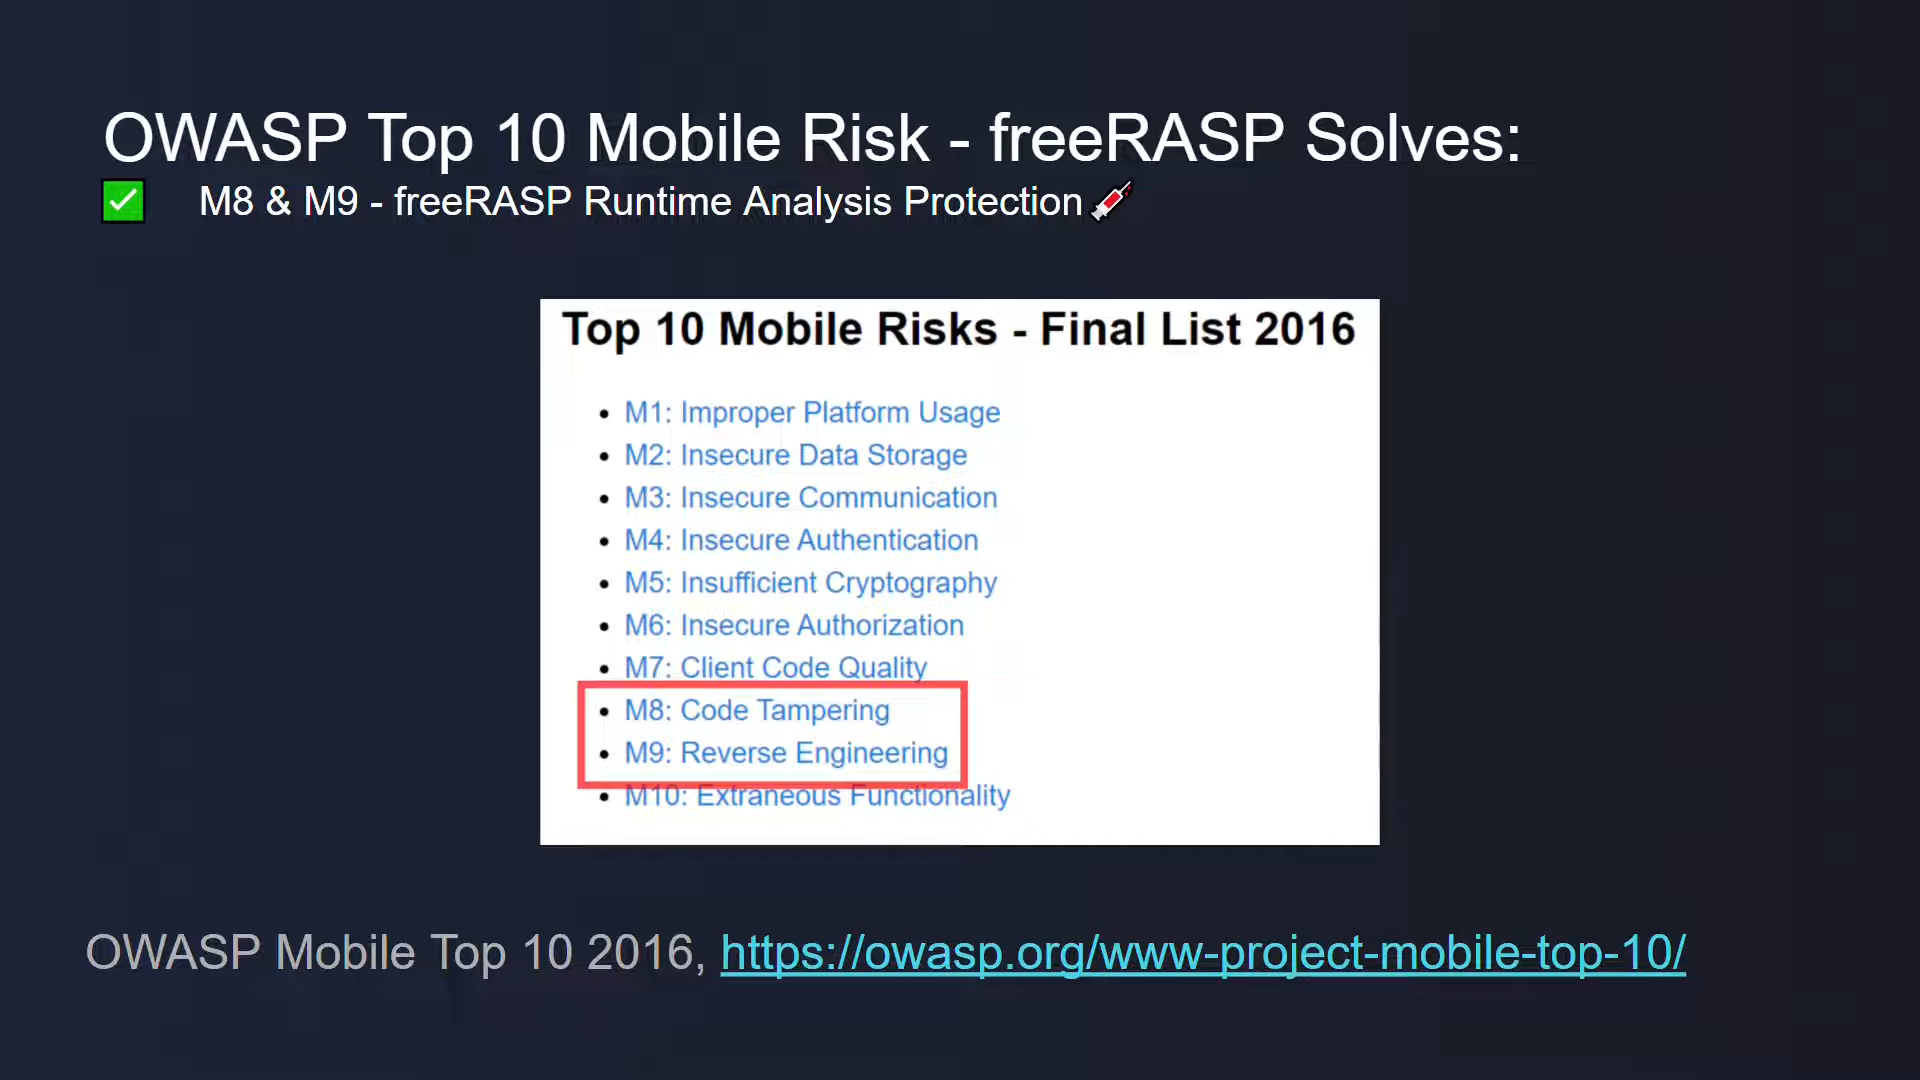 OWASP Top 10 Mobile Risk - freeRASP Solves:
✅ M8 & M9 - freeRASP Runtime Analysis Protection💉
Top 10 Mobile Risks - Final List 2016
• M1: Improper Platform Usage
• M2: Insecure Data Storage
• M3: Insecure Communication
• M4: Insecure Authentication
• M5: Insufficient Cryptography
• M6: Insecure Authorization
• M7: Client Code Quality
• M8: Code Tampering
• M9: Reverse Engineering
• M10: Extraneous Functionality
OWASP Mobile Top 10 2016, https://owasp.org/www-project-mobile-top-10/